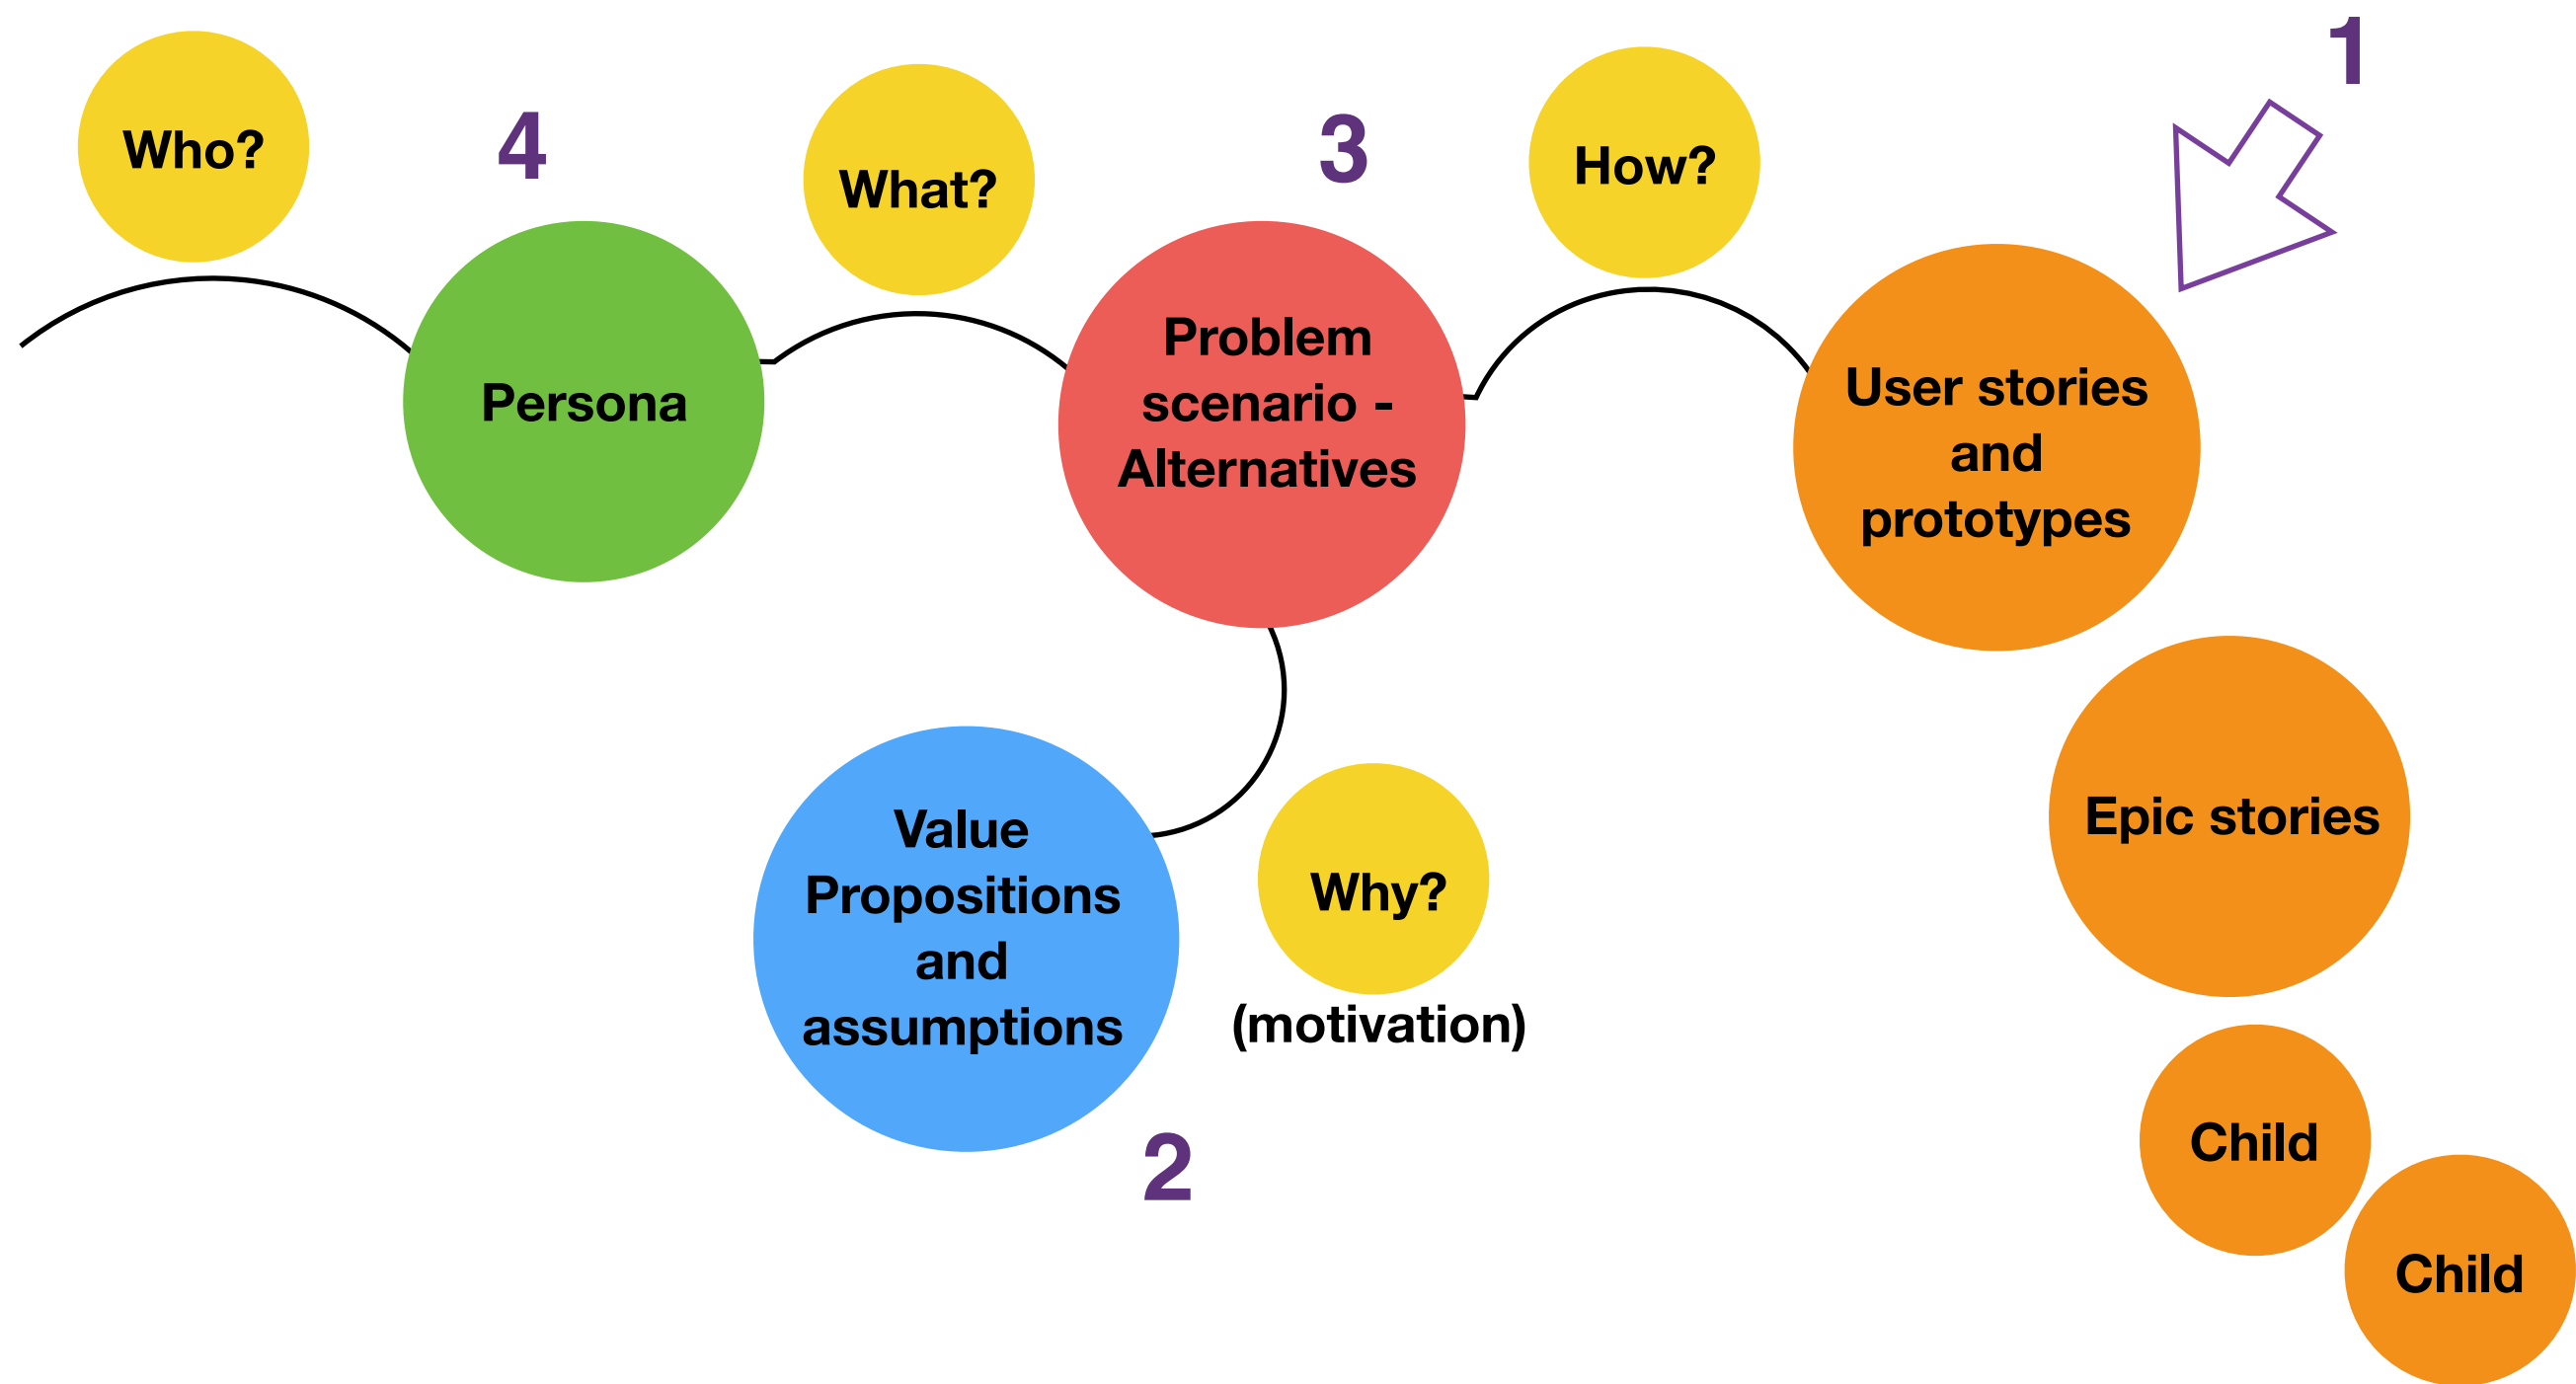 1
Who?
4
What?
3
How?
Persona
Problem
scenario -
Alternatives
User stories
and
prototypes
Value
Propositions
and
assumptions
Why?
(motivation)
2
Epic stories
Child
Child